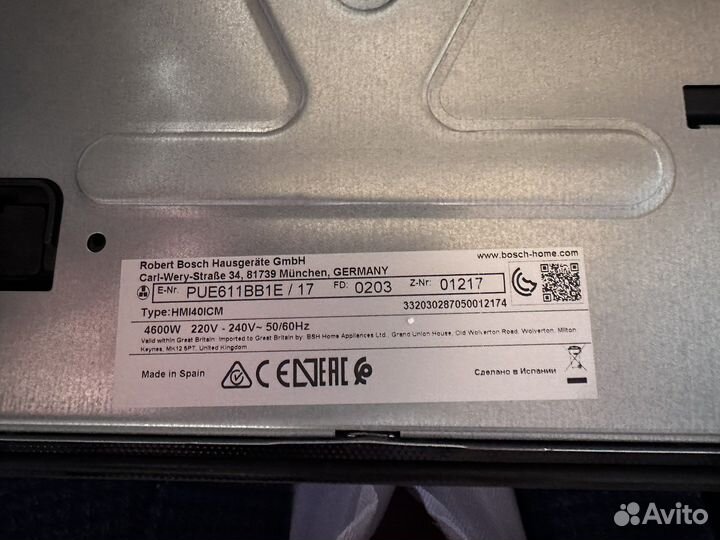 Robert Bosch Hausgeräte GmbH
www.bosch-home.com
Carl-Wery-Straße 34, 81739 München, GERMANY
E-Nr. PUE611BB1E / 17 FD: 0203 Z-Nr: 01217
Type:HMI40ICM 332030287050012174
4600W 220V - 240V~ 50/60Hz
Valid within Great Britain: Imported to Great Britain by: BSH Home Appliances Ltd., Grand Union House, Old Wolverton Road, Wolverton, Milton
Keynes, MK12 5PT, United Kingdom
Made in Spain CE EAC Сделано в Испании
Avito